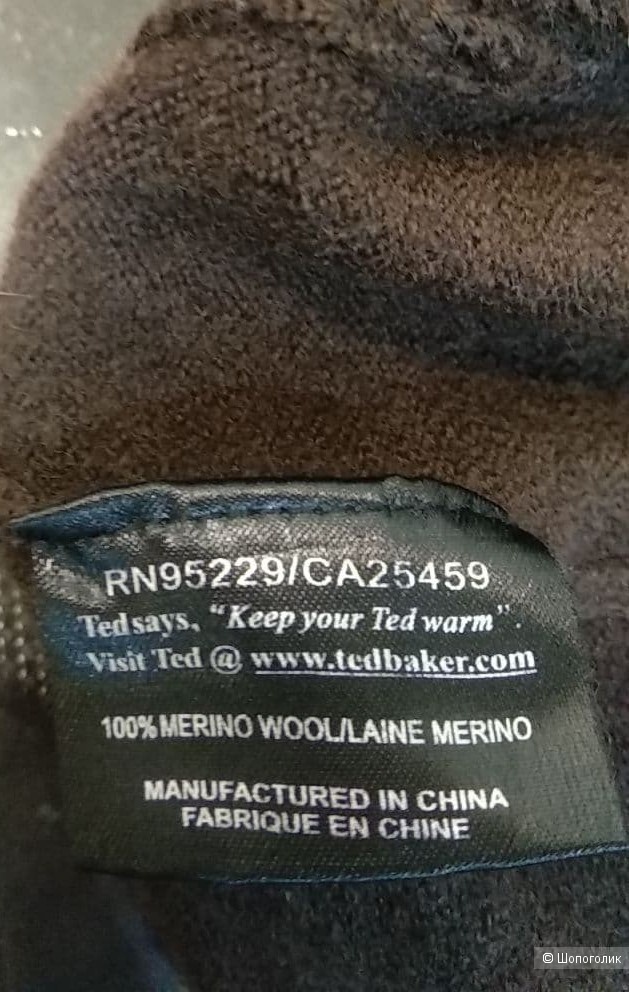 RN95229/CA25459
Ted says, "Keep your Ted warm".
Visit Ted @ www.tedbaker.com
100% MERINO WOOL/LAINE MERINO
MANUFACTURED IN CHINA
FABRIQUE EN CHINE
© Шопоголик